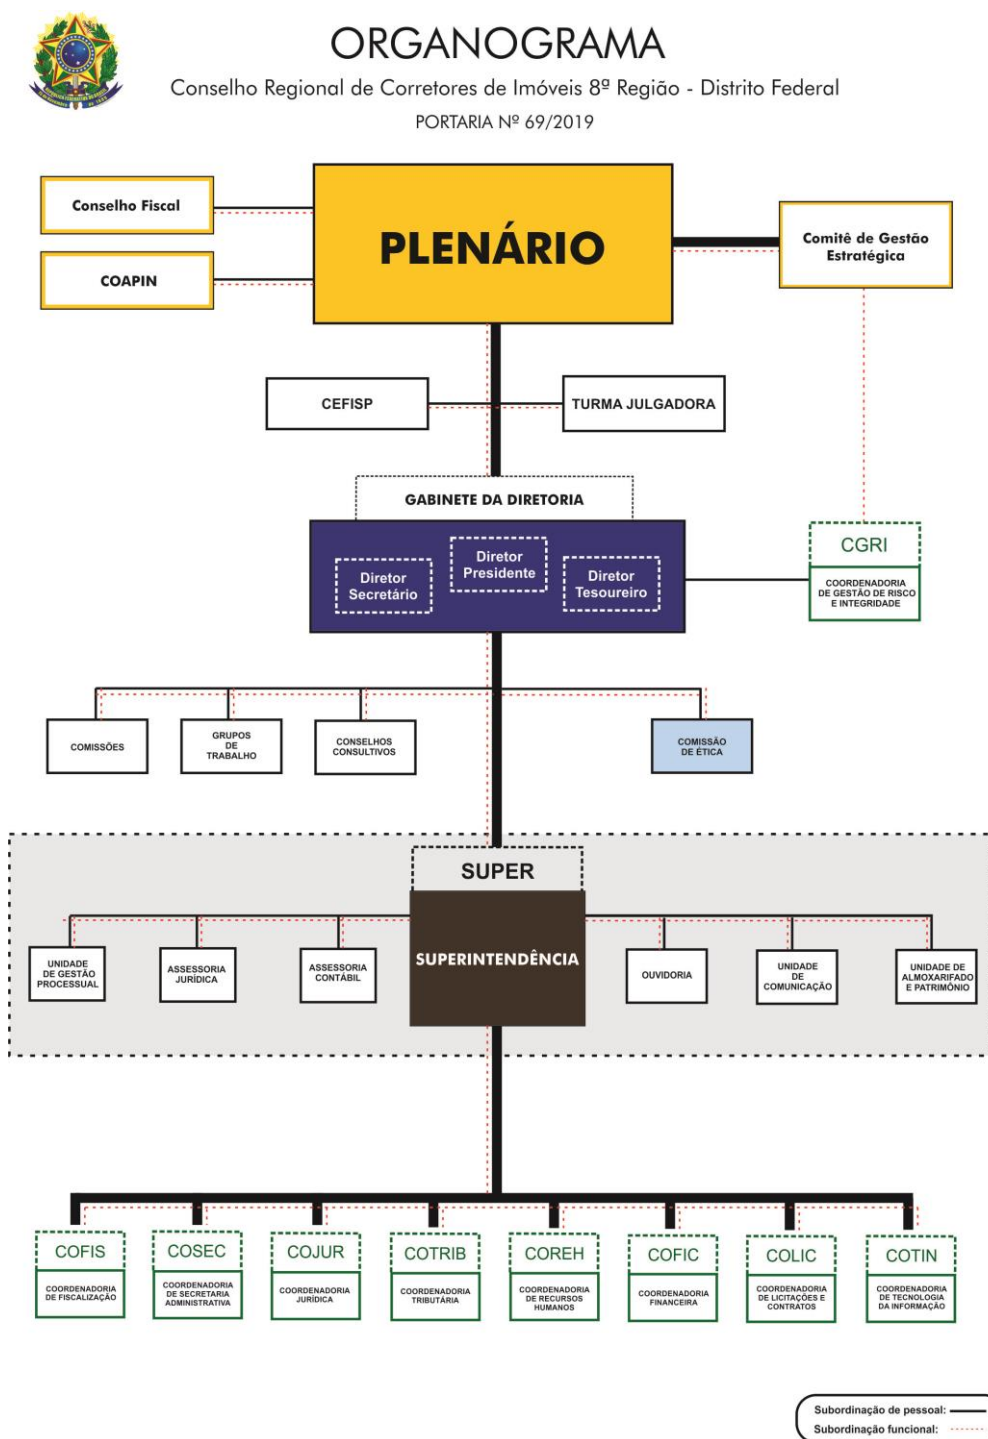 ORGANOGRAMA
Conselho Regional de Corretores de Imóveis 8ª Região - Distrito Federal
PORTARIA Nº 69/2019
Conselho Fiscal
COAPIN
PLENÁRIO
Comitê de Gestão
Estratégica
CEFISP
TURMA JULGADORA
GABINETE DA DIRETORIA
Diretor
Secretário
Diretor
Presidente
Diretor
Tesoureiro
CGRI
COORDENADORIA
DE GESTÃO DE RISCO
E INTEGRIDADE
COMISSÕES
GRUPOS
DE
TRABALHO
CONSELHOS
CONSULTIVOS
COMISSÃO
DE ÉTICA
SUPER
SUPERINTENDÊNCIA
UNIDADE
DE GESTÃO
PROCESSUAL
ASSESSORIA
JURÍDICA
ASSESSORIA
CONTÁBIL
OUVIDORIA
UNIDADE
DE
COMUNICAÇÃO
UNIDADE DE
ALMOXARIFADO
E PATRIMÔNIO
COFIS
COORDENADORIA
DE FISCALIZAÇÃO
COSEC
COORDENADORIA
DE SECRETARIA
ADMINISTRATIVA
COJUR
COORDENADORIA
JURÍDICA
COTRIB
COORDENADORIA
TRIBUTÁRIA
COREH
COORDENADORIA
DE RECURSOS
HUMANOS
COFIC
COORDENADORIA
FINANCEIRA
COLIC
COORDENADORIA
DE LICITAÇÕES E
CONTRATOS
COTIN
COORDENADORIA
DE TECNOLOGIA
DA INFORMAÇÃO
Subordinação de pessoal:
Subordinação funcional: